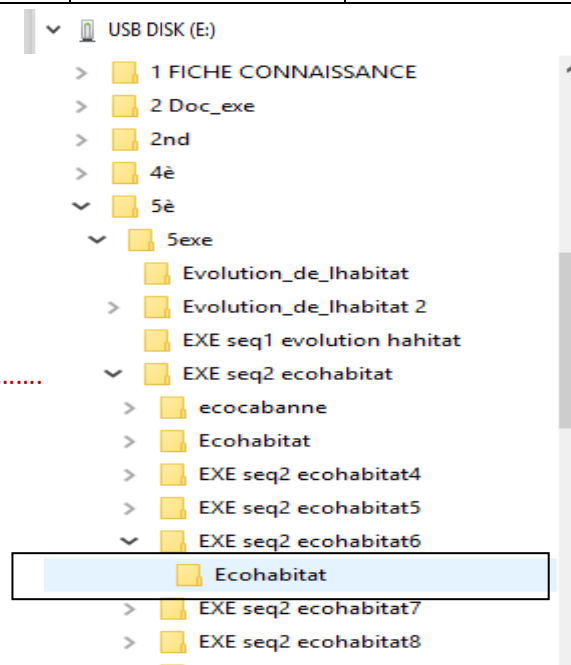 USB DISK (E:)
1 FICHE CONNAISSANCE
2 Doc_exe
2nd
4è
5è
5exe
Evolution_de_lhabitat
Evolution_de_lhabitat 2
EXE seq1 evolution hahitat
EXE seq2 ecohabitat
ecocabanne
Ecohabitat
EXE seq2 ecohabitat4
EXE seq2 ecohabitat5
EXE seq2 ecohabitat6
Ecohabitat
EXE seq2 ecohabitat7
EXE seq2 ecohabitat8